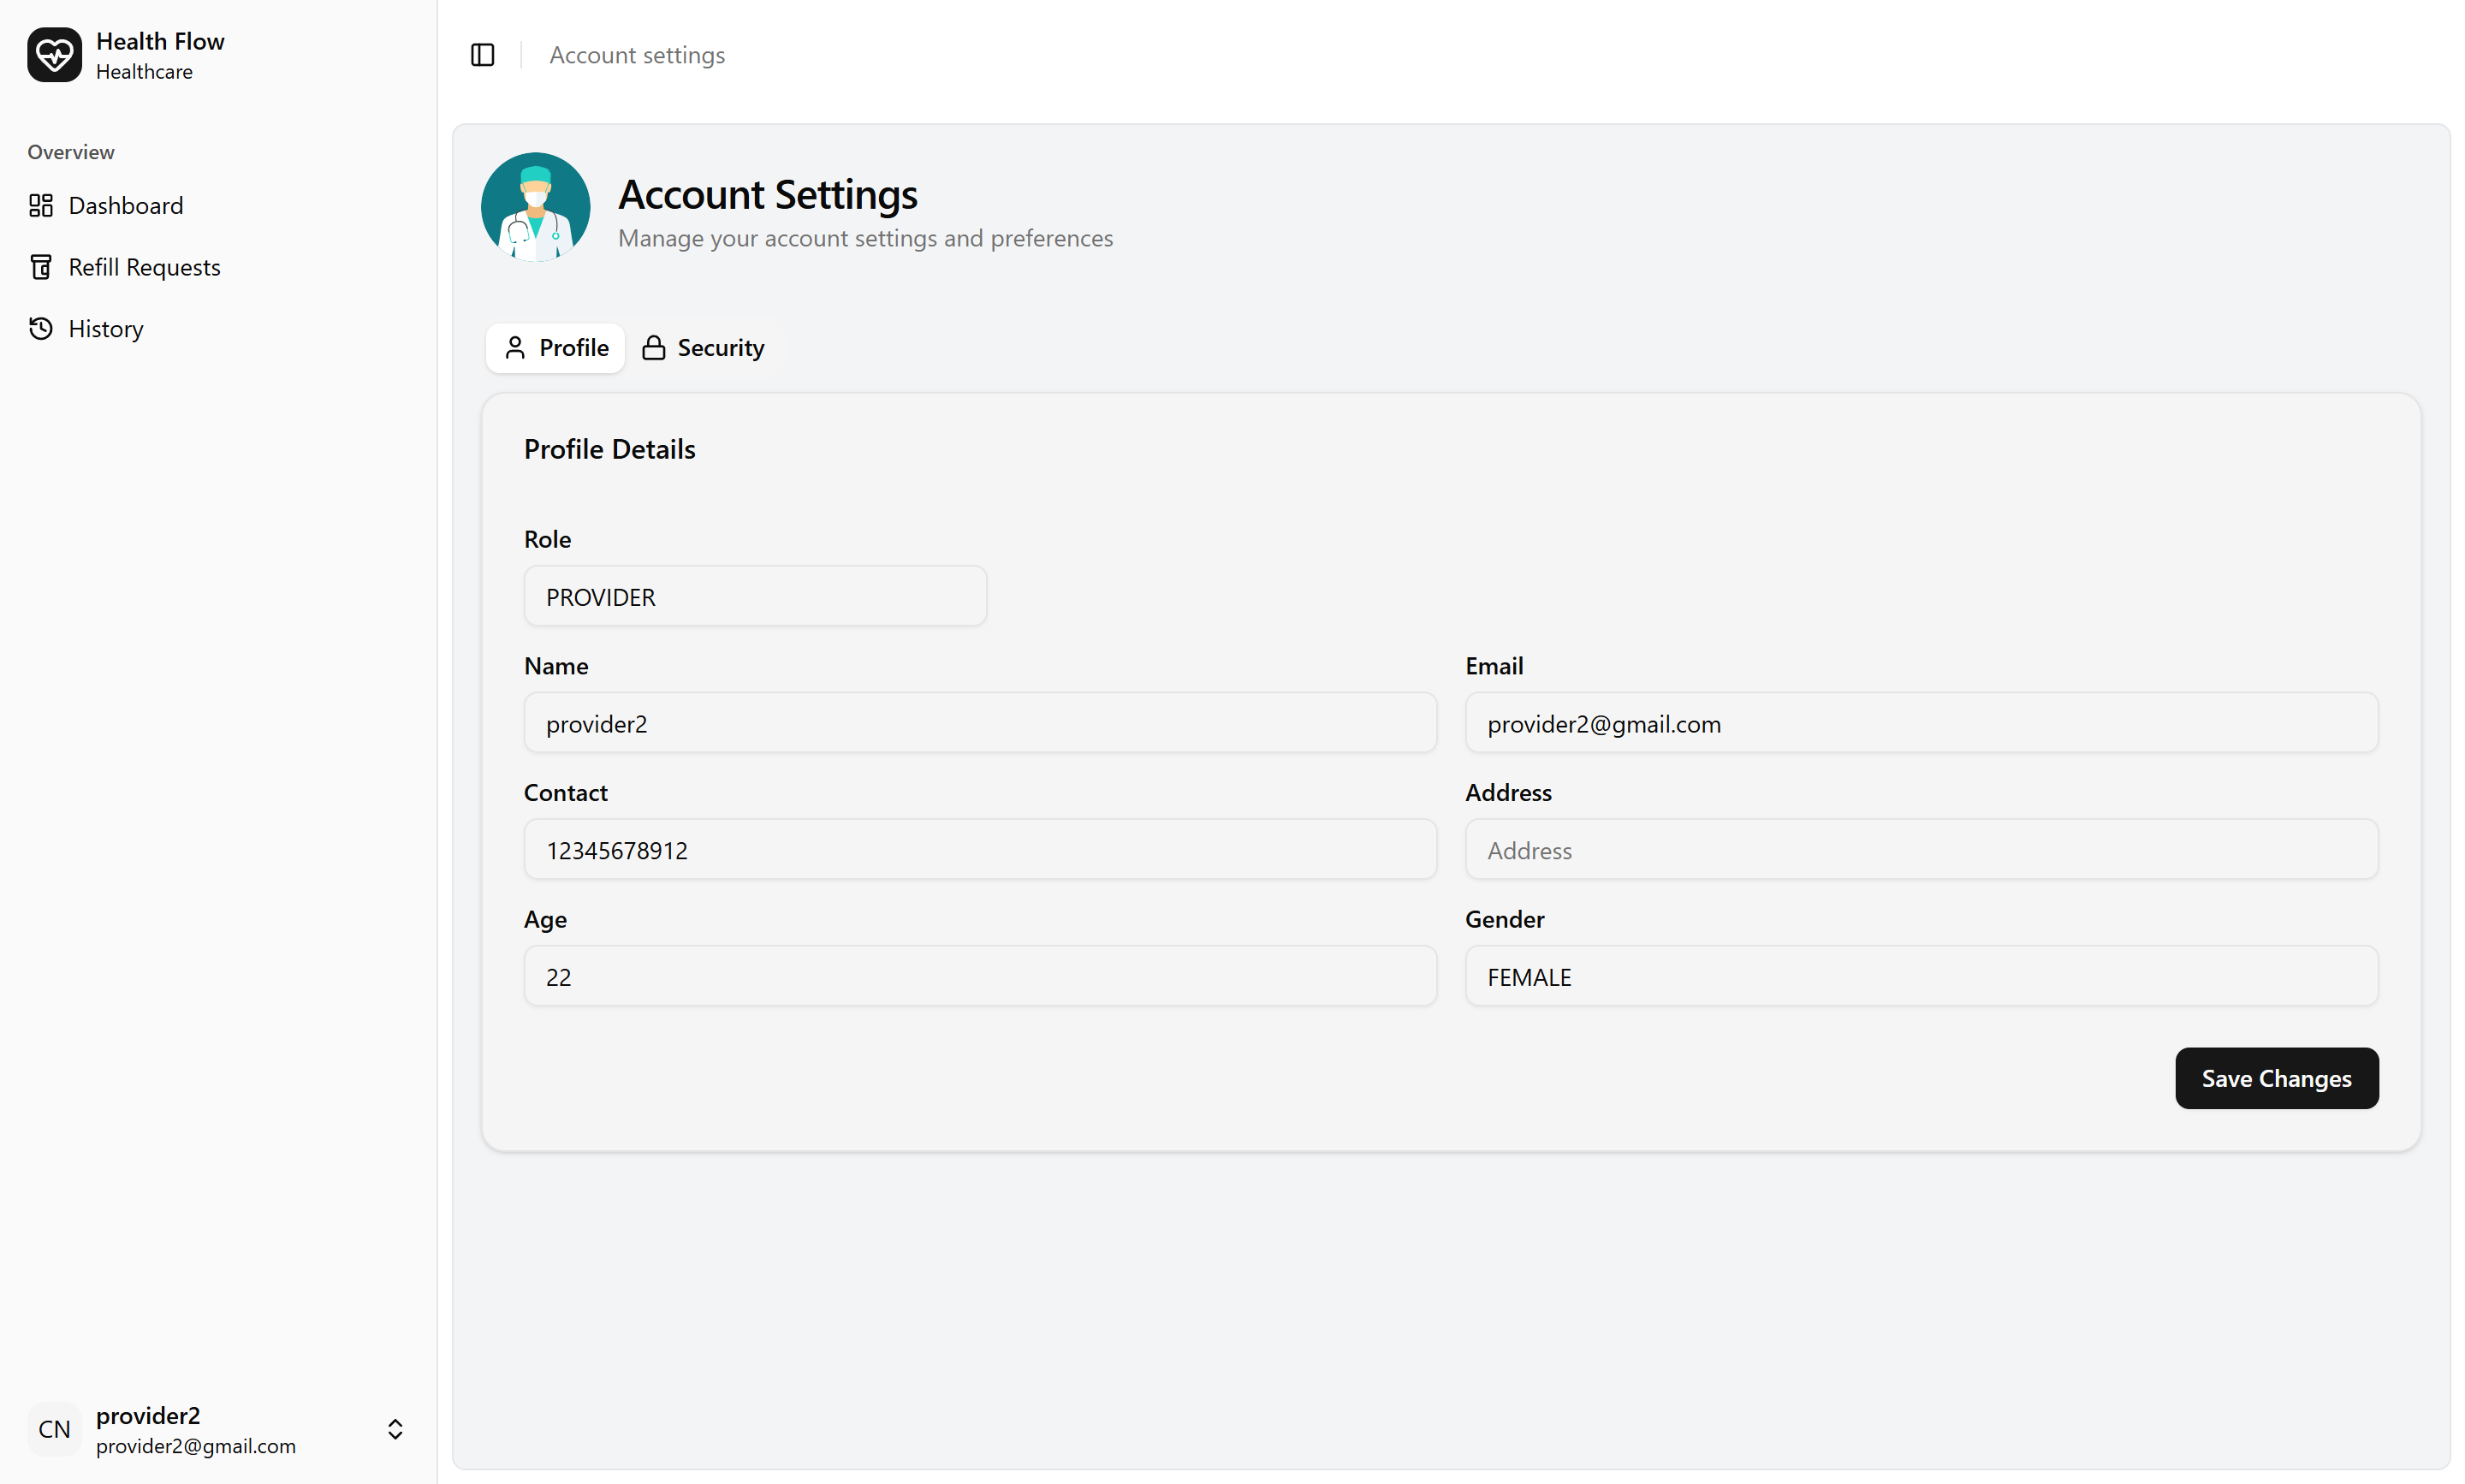 Health Flow
Healthcare
Overview
Dashboard
Refill Requests
History
provider2
provider2@gmail.com
CN
Account settings
Account Settings
Manage your account settings and preferences
Profile
Security
Profile Details
Role
PROVIDER
Name
provider2
Email
provider2@gmail.com
Contact
12345678912
Address
Address
Age
22
Gender
FEMALE
Save Changes